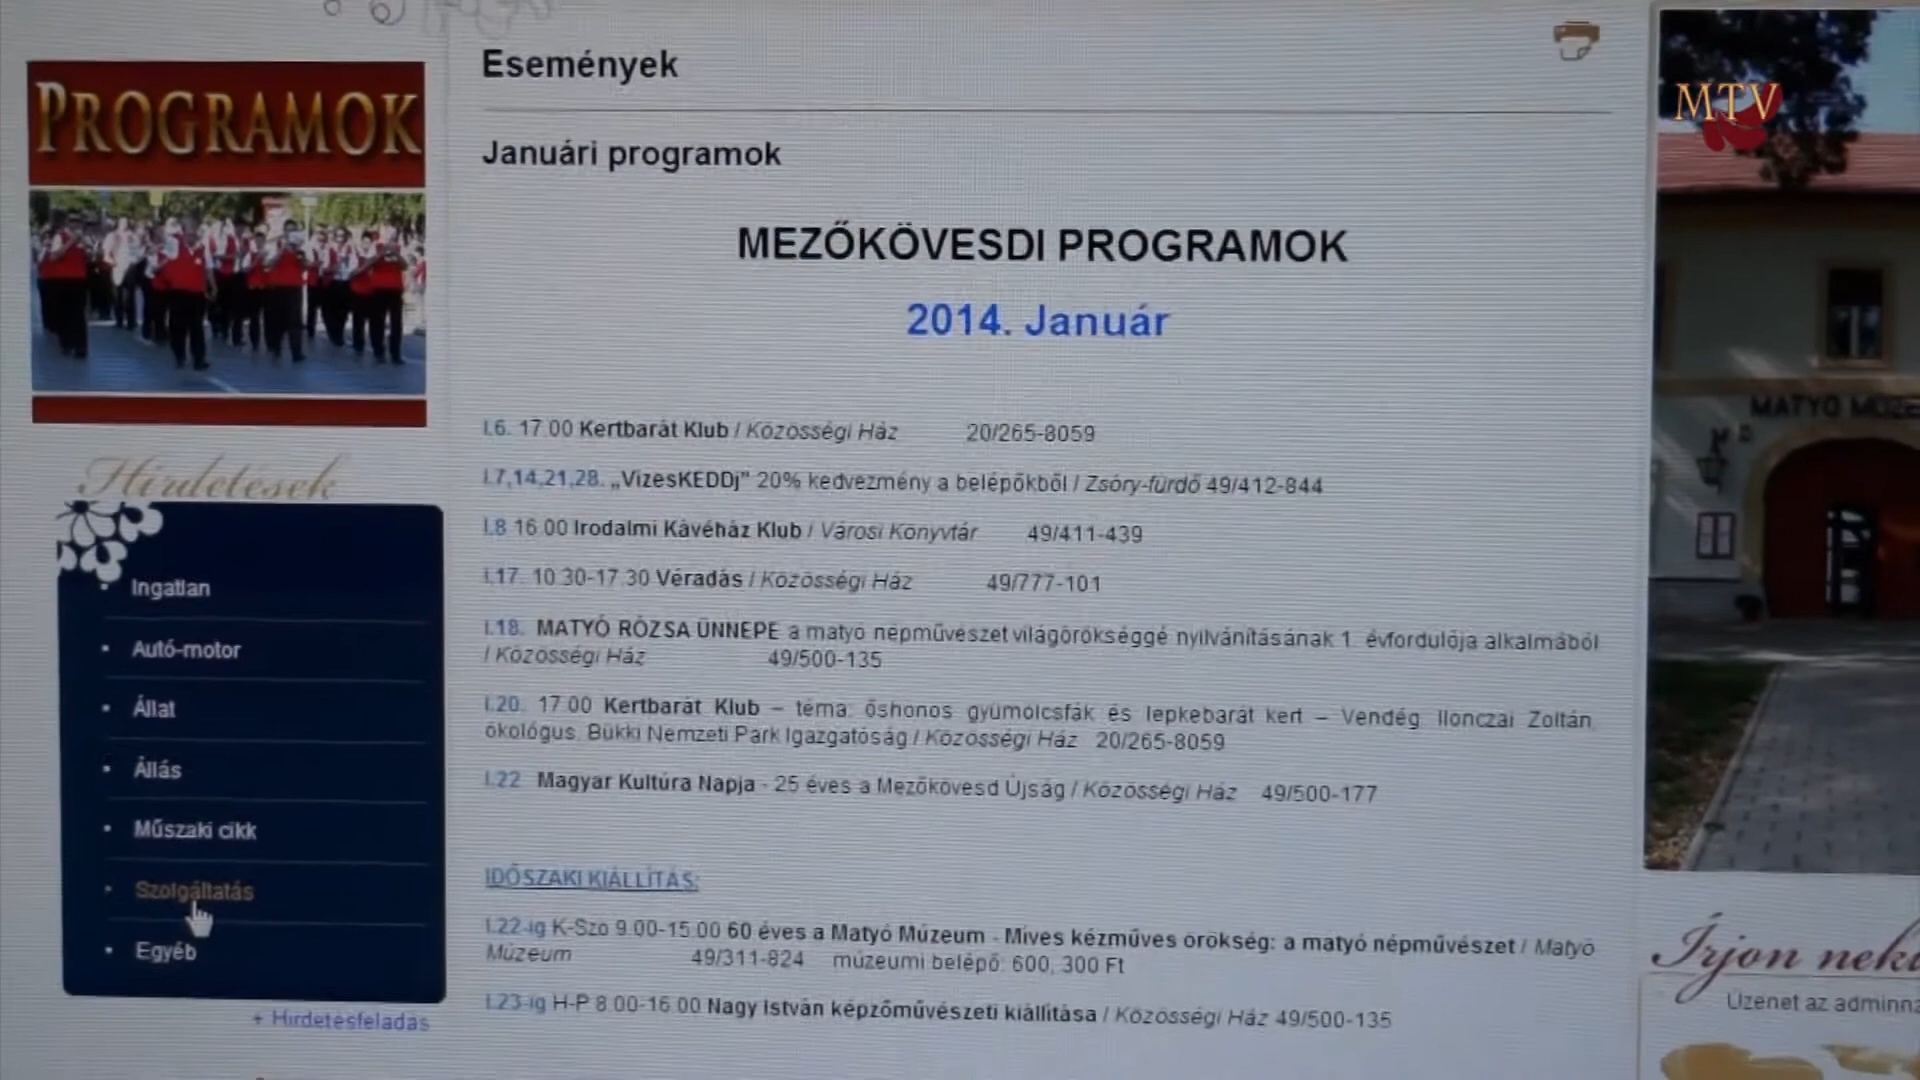 Események
PROGRAMOK
MTV
Januári programok
MEZŐKÖVESDI PROGRAMOK
2014. Január
MATYÓ MÚZE
I.6. 17.00 Kertbarát Klub / Közösségi Ház 20/265-8059
I.7,14,21,28. „VizesKEDDj" 20% kedvezmény a belépőkből / Zsóry-fürdő 49/412-844
I.8 16.00 Irodalmi Kávéház Klub / Városi Könyvtár 49/411-439
I.17. 10.30-17.30 Véradás / Közösségi Ház 49/777-101
I.18. MATYÓ RÓZSA ÜNNEPE a matyó népművészet világörökséggé nyilvánításának 1. évfordulója alkalmából
/ Közösségi Ház 49/500-135
I.20. 17.00 Kertbarát Klub – téma: őshonos gyümölcsfák és lepkebarát kert – Vendég: Ilonczai Zoltán,
ökológus, Bükki Nemzeti Park Igazgatóság / Közösségi Ház 20/265-8059
I.22 Magyar Kultúra Napja - 25 éves a Mezőkövesd Újság / Közösségi Ház 49/500-177
IDŐSZAKI KIÁLLÍTÁS:
I.22-ig K-Szo 9.00-15.00 60 éves a Matyó Múzeum - Míves kézműves örökség: a matyó népművészet / Matyó
Múzeum 49/311-824 múzeumi belépő: 600, 300 Ft
I.23-ig H-P 8.00-16.00 Nagy István képzőművészeti kiállítása / Közösségi Ház 49/500-135
Hirdetések
Ingatlan
Autó-motor
Állat
Állás
Műszaki cikk
Szolgáltatás
Egyéb
+ Hirdetésfeladás
Írjon neki
Üzenet az adminna